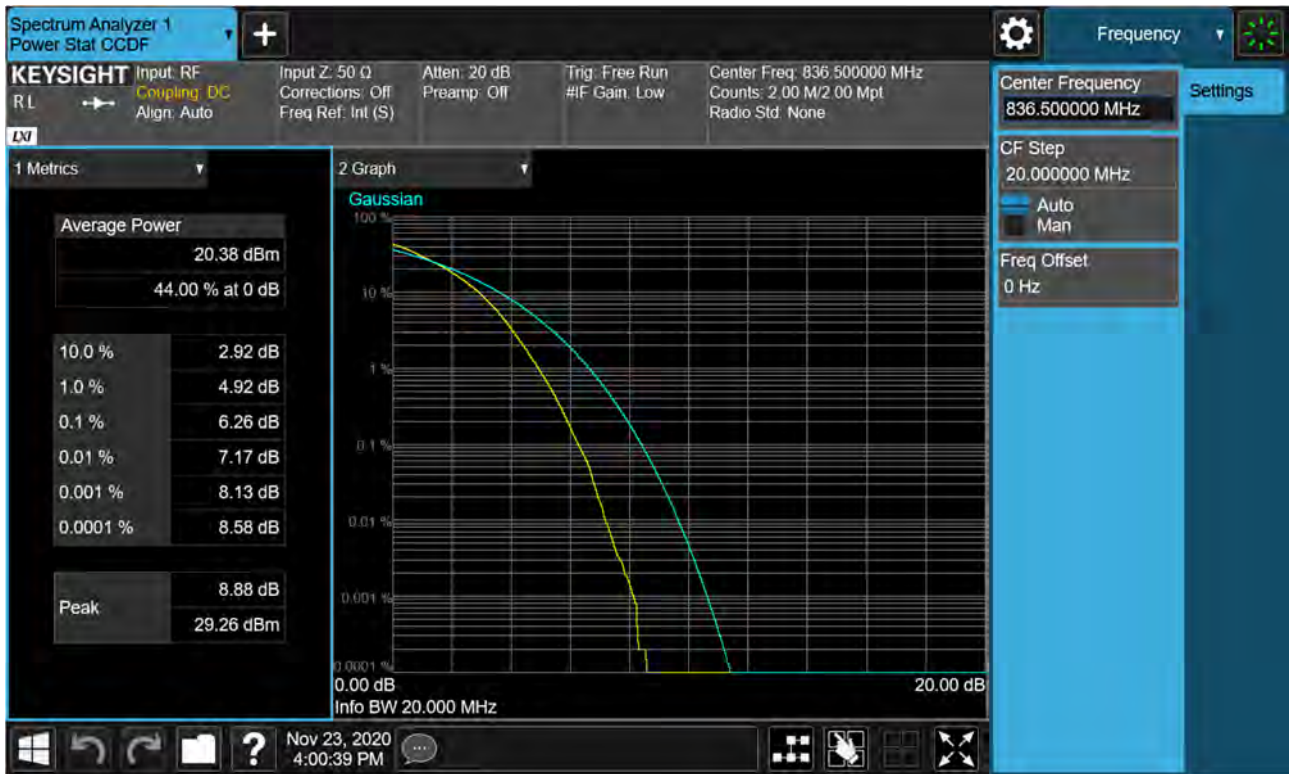 Spectrum Analyzer 1
Power Stat CCDF
+
Frequency
KEYSIGHT
RL
LXI
Input: RF
Coupling: DC
Align: Auto
Input Z: 50 Ω
Corrections: Off
Freq Ref: Int (S)
Atten: 20 dB
Preamp: Off
Trig: Free Run
#IF Gain: Low
Center Freq: 836.500000 MHz
Counts: 2.00 M/2.00 Mpt
Radio Std: None
Center Frequency
836.500000 MHz
Settings
CF Step
20.000000 MHz
Auto
Man
Freq Offset
0 Hz
1 Metrics
Average Power
20.38 dBm
44.00 % at 0 dB
10.0 % 2.92 dB
1.0 % 4.92 dB
0.1 % 6.26 dB
0.01 % 7.17 dB
0.001 % 8.13 dB
0.0001 % 8.58 dB
Peak
8.88 dB
29.26 dBm
2 Graph
Gaussian
100 %
10 %
1 %
0.1 %
0.01 %
0.001 %
0.0001 %
0.00 dB 20.00 dB
Info BW 20.000 MHz
?
Nov 23, 2020
4:00:39 PM